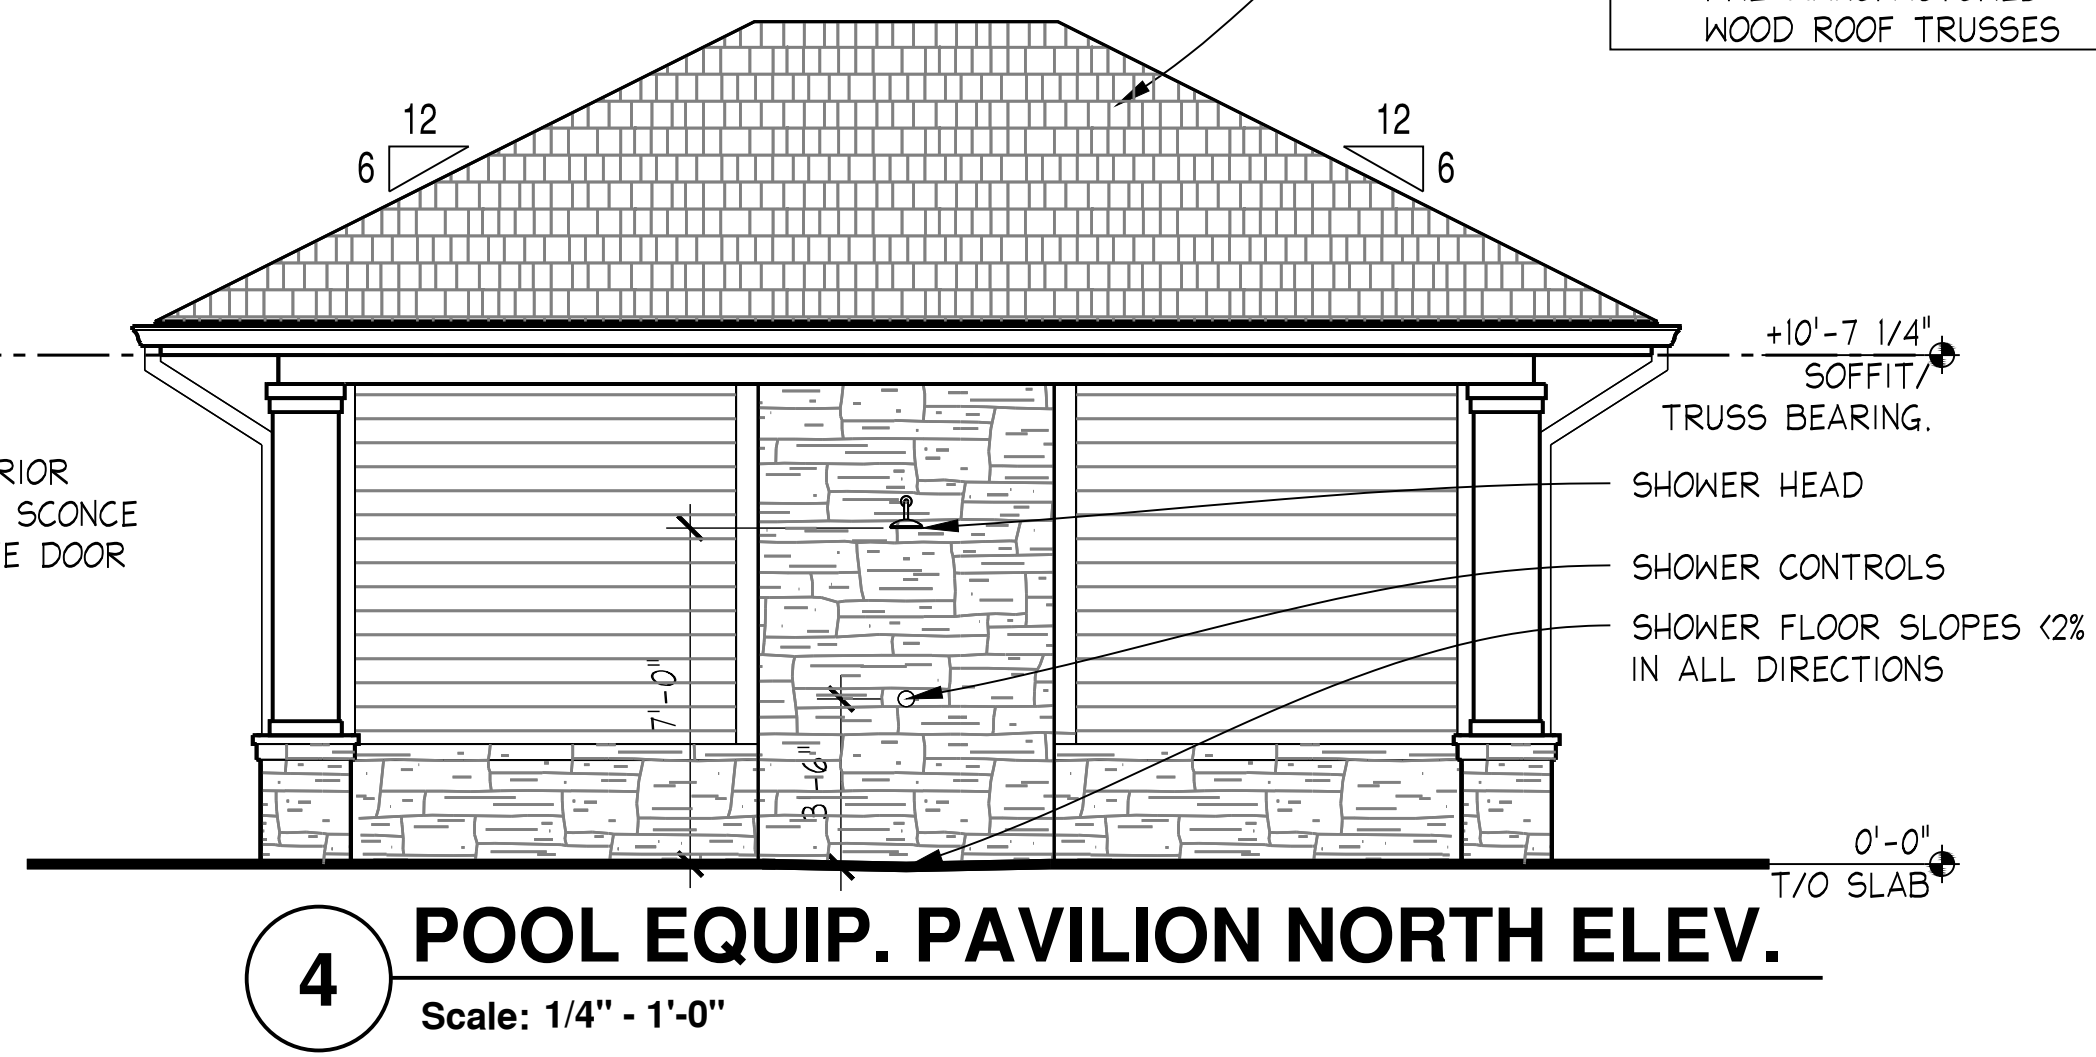 WOOD ROOF TRUSSES
12
6
12
6
+10'-7 1/4"
SOFFIT/
TRUSS BEARING.
SCONCE
DOOR
SHOWER HEAD
SHOWER CONTROLS
SHOWER FLOOR SLOPES <2%
IN ALL DIRECTIONS
7'-0"
3'-6"
0'-0"
T/O SLAB
4
POOL EQUIP. PAVILION NORTH ELEV.
Scale: 1/4" - 1'-0"